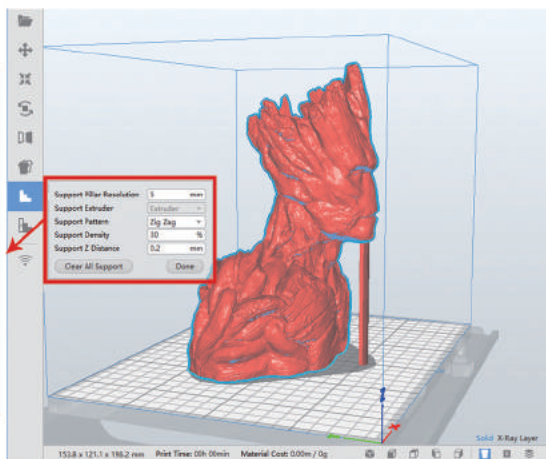 Support Pillar Resolution 5 mm
Support Extruder Extruder
Support Pattern Zig Zag
Support Density 30 %
Support Z Distance 0.2 mm
Clear All Support Done
Solid X-Ray Layer
153.8 x 121.1 x 198.2 mm Print Time: 00h 00min Material Cost: 0.00m / 0g